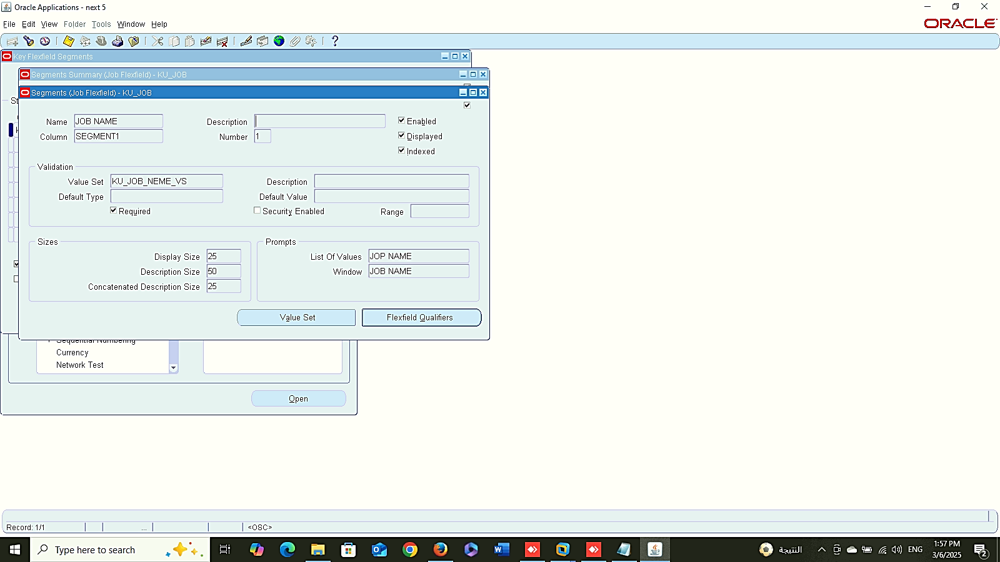 Oracle Applications - next 5
File Edit View Folder Tools Window Help
ORACLE
Key Flexfield Segments
Segments Summary (Job Flexfield) - KU_JOB
Segments (Job Flexfield) - KU_JOB
St
Name JOB NAME Description Enabled
Column SEGMENT1 Number 1 Displayed
Indexed
Validation
Value Set KU_JOB_NEME_VS Description
Default Type Default Value
Required Security Enabled Range
Sizes Prompts
Display Size 25 List Of Values JOP NAME
Description Size 50 Window JOB NAME
Concatenated Description Size 25
Value Set Flexfield Qualifiers
Sequential Numbering
Currency
Network Test
Open
Record: 1/1 ... <OSC>
Type here to search النتيجة ENG 1:57 PM
3/6/2025 2